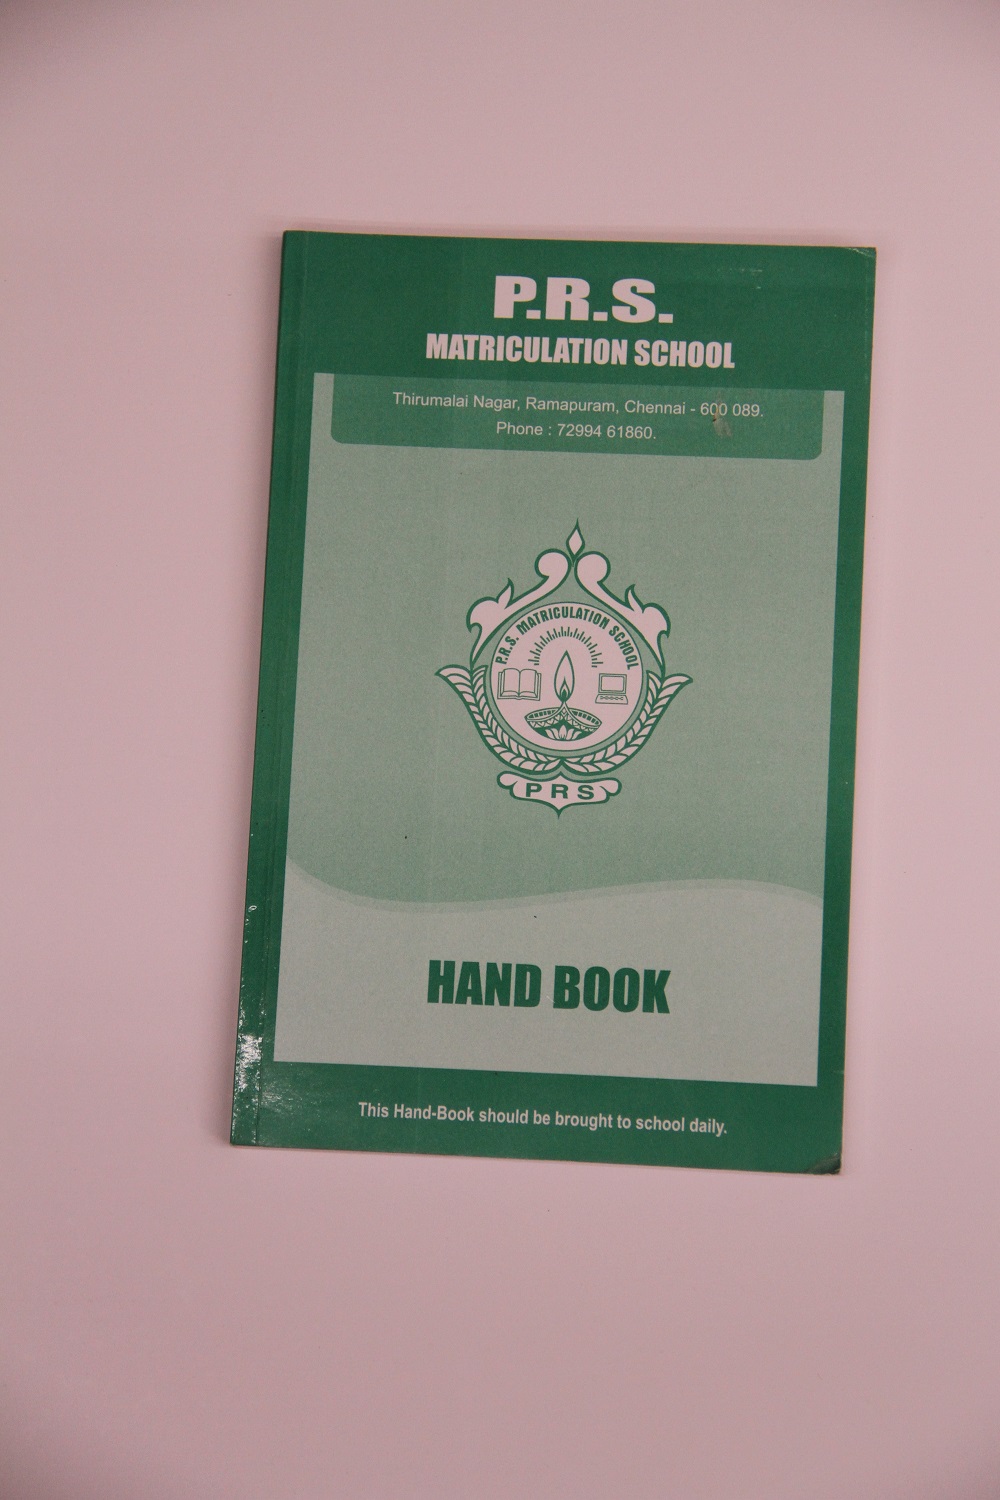 P.R.S.
MATRICULATION SCHOOL
Thirumalai Nagar, Ramapuram, Chennai - 600 089.
Phone : 72994 61860.
P.R.S. MATRICULATION SCHOOL
PRS
HAND BOOK
This Hand-Book should be brought to school daily.